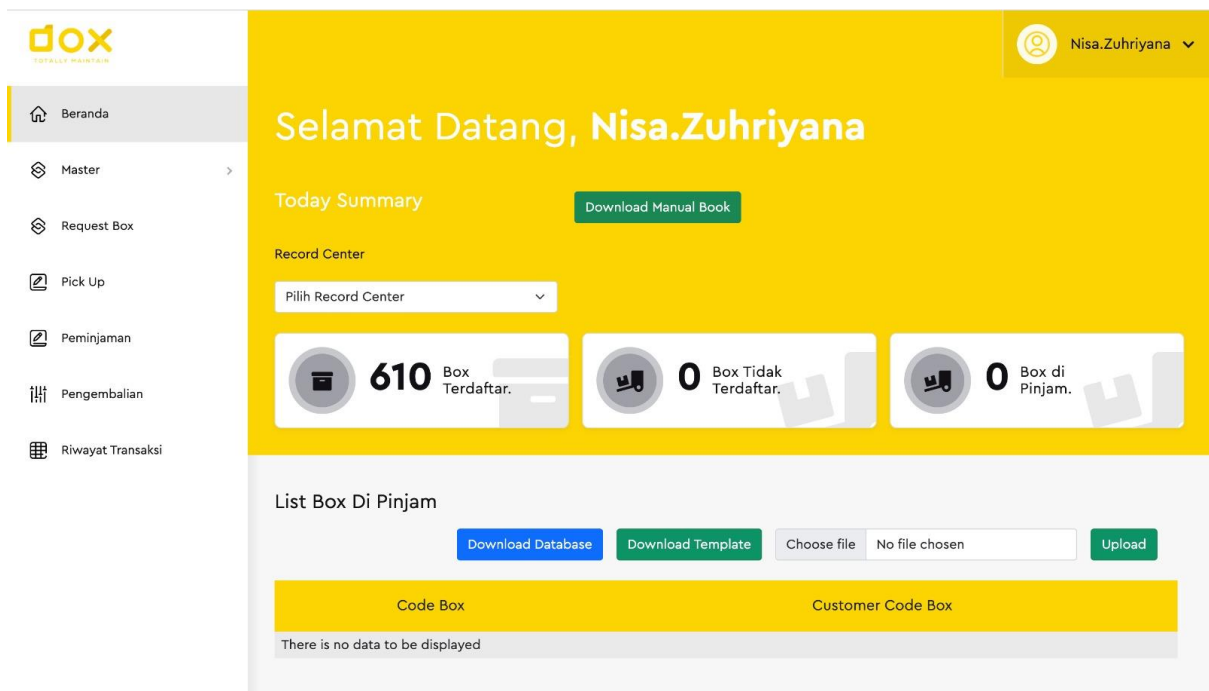 dox
TOTALLY MAINTAIN
Nisa.Zuhriyana
Beranda
Master
Request Box
Pick Up
Peminjaman
Pengembalian
Riwayat Transaksi
Selamat Datang, Nisa.Zuhriyana
Today Summary
Download Manual Book
Record Center
Pilih Record Center
610 Box
Terdaftar.
0 Box Tidak
Terdaftar.
0 Box di
Pinjam.
List Box Di Pinjam
Download Database Download Template Choose file No file chosen Upload
Code Box Customer Code Box
There is no data to be displayed